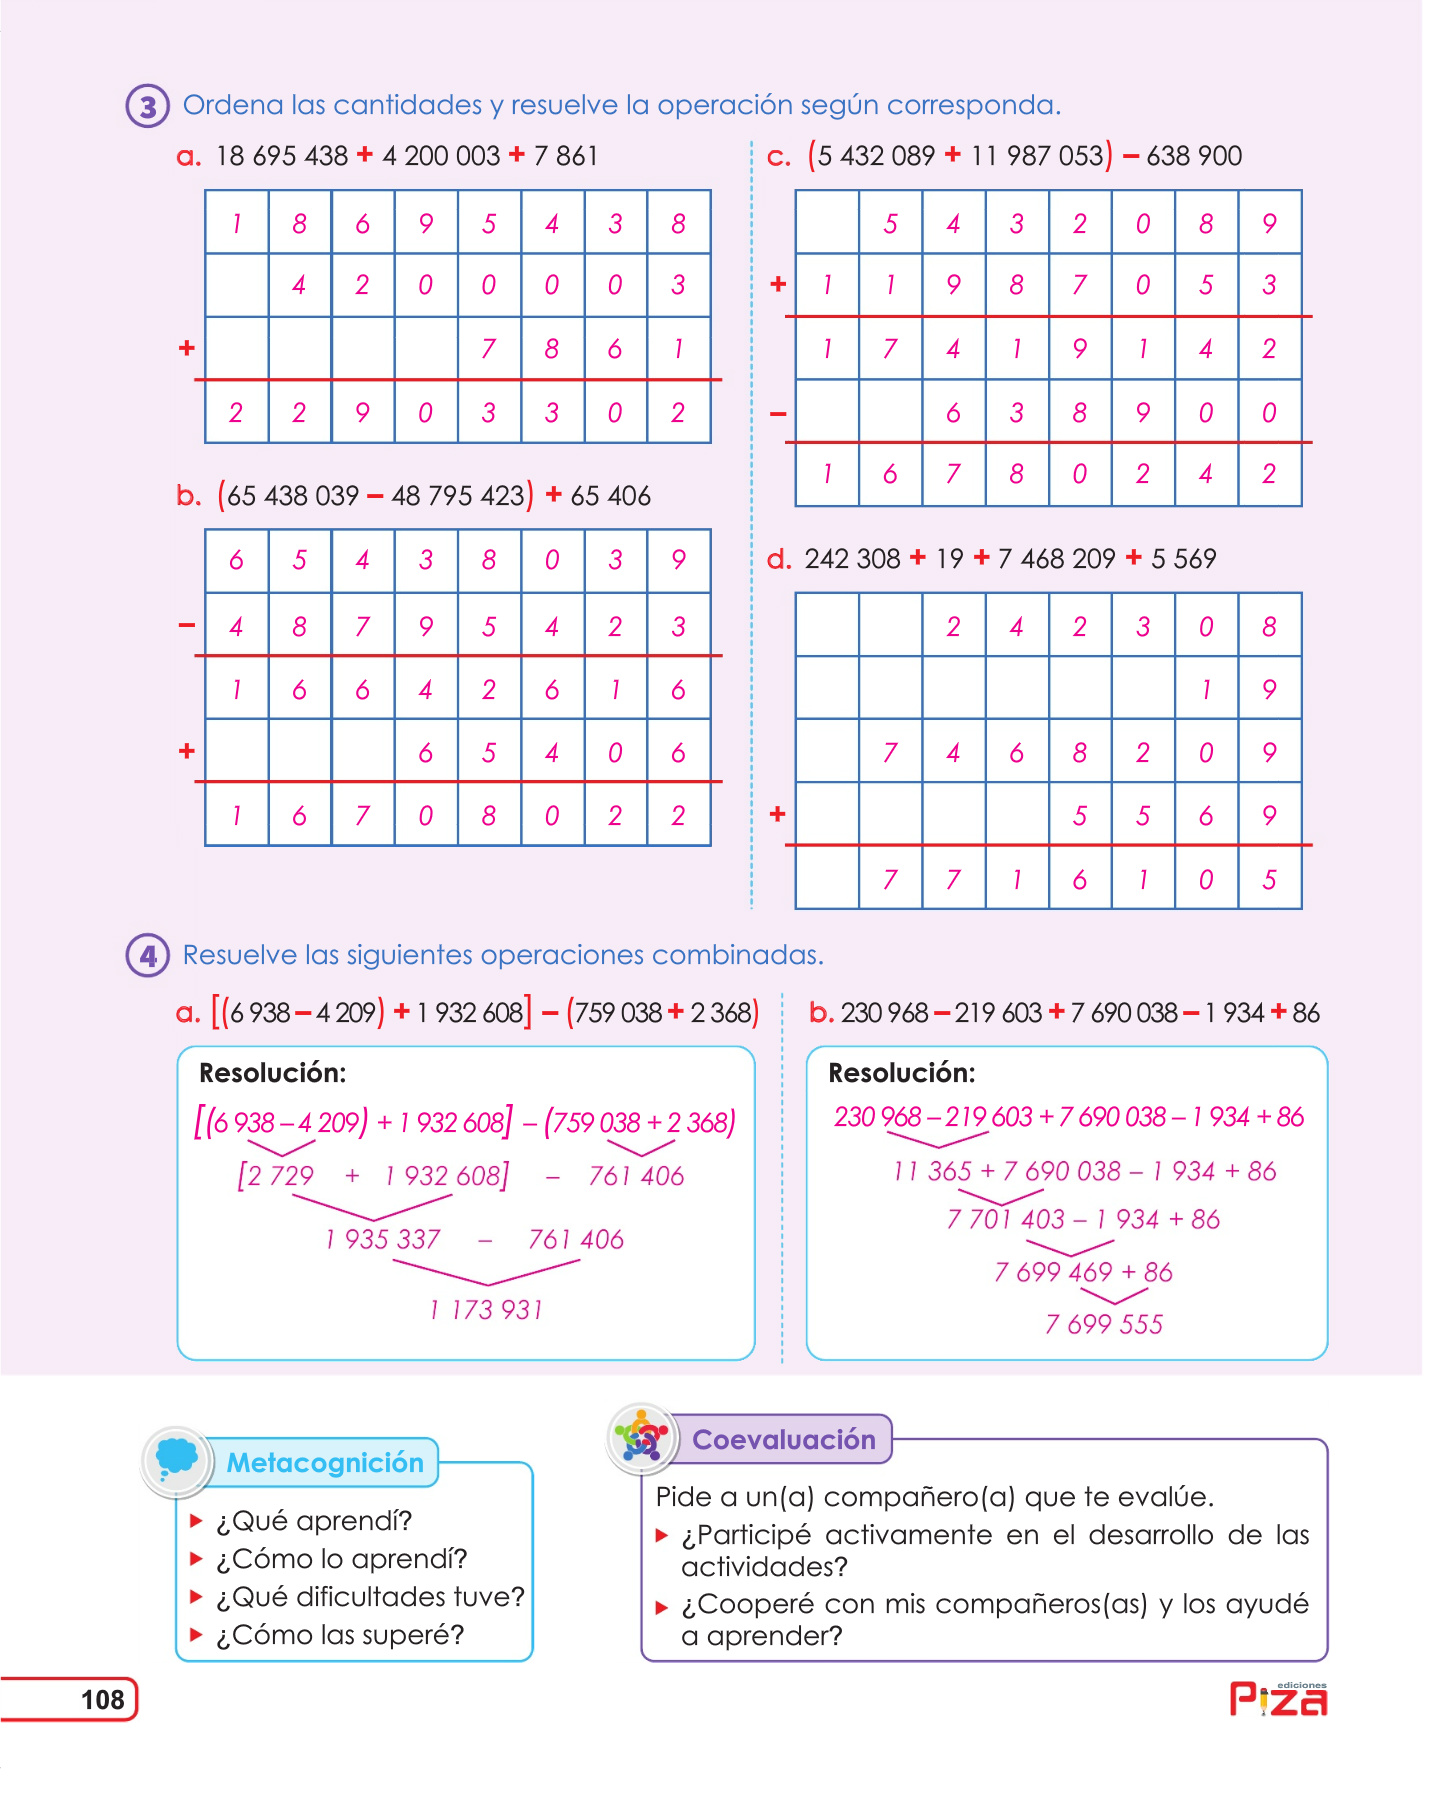 3 Ordena las cantidades y resuelve la operación según corresponda.
a. 18 695 438 + 4 200 003 + 7 861
1 8 6 9 5 4 3 8
4 2 0 0 0 0 3
+ 7 8 6 1
2 2 9 0 3 3 0 2
b. (65 438 039 – 48 795 423) + 65 406
6 5 4 3 8 0 3 9
– 4 8 7 9 5 4 2 3
1 6 6 4 2 6 1 6
+ 6 5 4 0 6
1 6 7 0 8 0 2 2
c. (5 432 089 + 11 987 053) – 638 900
5 4 3 2 0 8 9
+ 1 1 9 8 7 0 5 3
1 7 4 1 9 1 4 2
– 6 3 8 9 0 0
1 6 7 8 0 2 4 2
d. 242 308 + 19 + 7 468 209 + 5 569
2 4 2 3 0 8
1 9
7 4 6 8 2 0 9
+ 5 5 6 9
7 7 1 6 1 0 5
4 Resuelve las siguientes operaciones combinadas.
a. [(6 938 – 4 209) + 1 932 608] – (759 038 + 2 368)
Resolución:
[(6 938 – 4 209) + 1 932 608] – (759 038 + 2 368)
[2 729 + 1 932 608] – 761 406
1 935 337 – 761 406
1 173 931
b. 230 968 – 219 603 + 7 690 038 – 1 934 + 86
Resolución:
230 968 – 219 603 + 7 690 038 – 1 934 + 86
11 365 + 7 690 038 – 1 934 + 86
7 701 403 – 1 934 + 86
7 699 469 + 86
7 699 555
Metacognición
¿Qué aprendí?
¿Cómo lo aprendí?
¿Qué dificultades tuve?
¿Cómo las superé?
Coevaluación
Pide a un(a) compañero(a) que te evalúe.
¿Participé activamente en el desarrollo de las
actividades?
¿Cooperé con mis compañeros(as) y los ayudé
a aprender?
108
ediciones
Piza